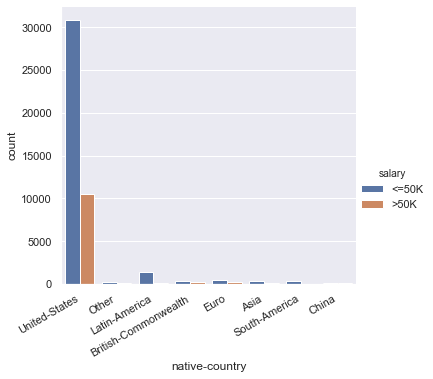 30000
25000
20000
15000
10000
5000
0
count
United-States
Other
Latin-America
British-Commonwealth
Euro
Asia
South-America
China
native-country
salary
<=50K
>50K